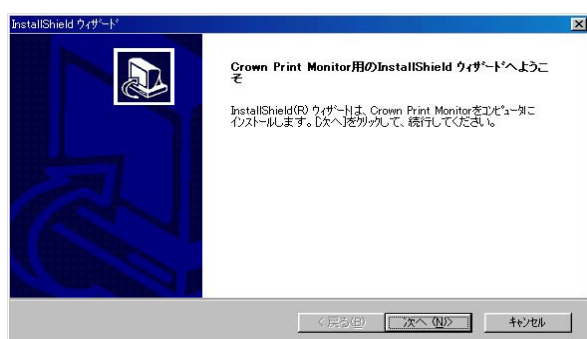 InstallShield ウィザード
Crown Print Monitor用のInstallShield ウィザードへようこ
そ
InstallShield(R) ウィザードは、Crown Print Monitorをコンピュータに
インストールします。[次へ]をクリックして、続行してください。
< 戻る(B)
次へ (N)>
キャンセル